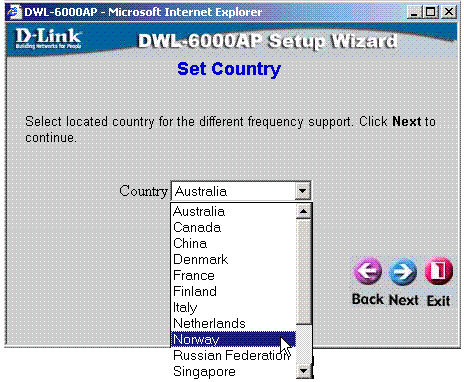 DWL-6000AP - Microsoft Internet Explorer
D-Link
Building Networks for People
DWL-6000AP Setup Wizard
Set Country
Select located country for the different frequency support. Click Next to
continue.
Country Australia
Australia
Canada
China
Denmark
France
Finland
Italy
Netherlands
Norway
Russian Federation
Singapore
Back Next Exit